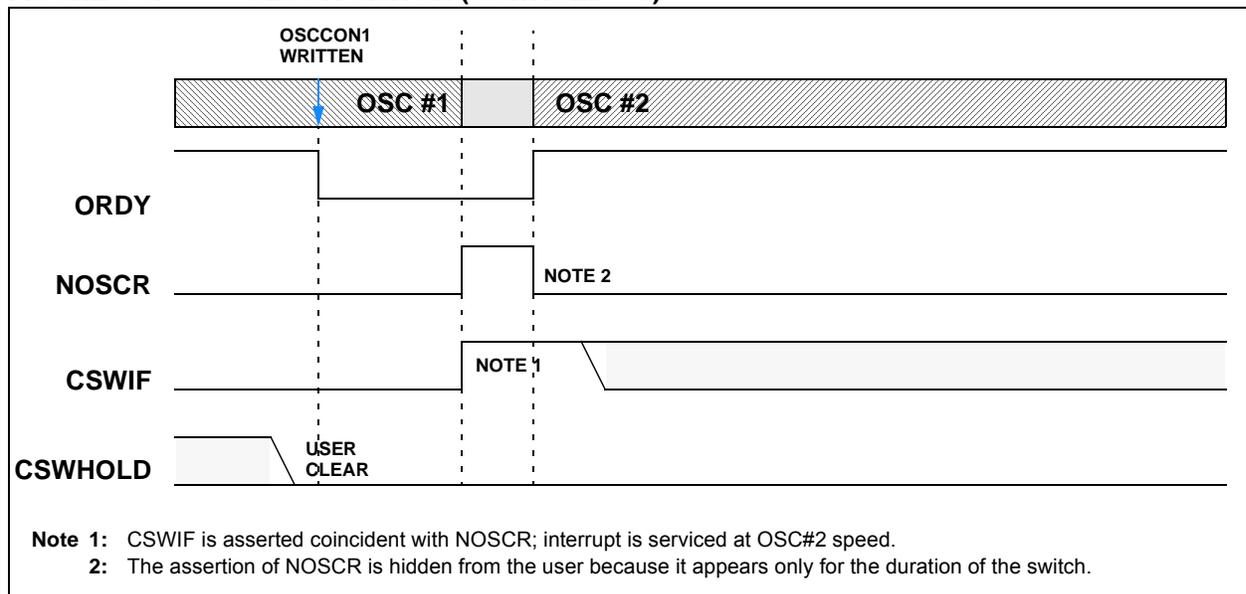 OSCCON1
WRITTEN
OSC #1
OSC #2
ORDY
NOSCR
NOTE 2
CSWIF
NOTE 1
CSWHOLD
USER
CLEAR
Note 1: CSWIF is asserted coincident with NOSCR; interrupt is serviced at OSC#2 speed.
2: The assertion of NOSCR is hidden from the user because it appears only for the duration of the switch.